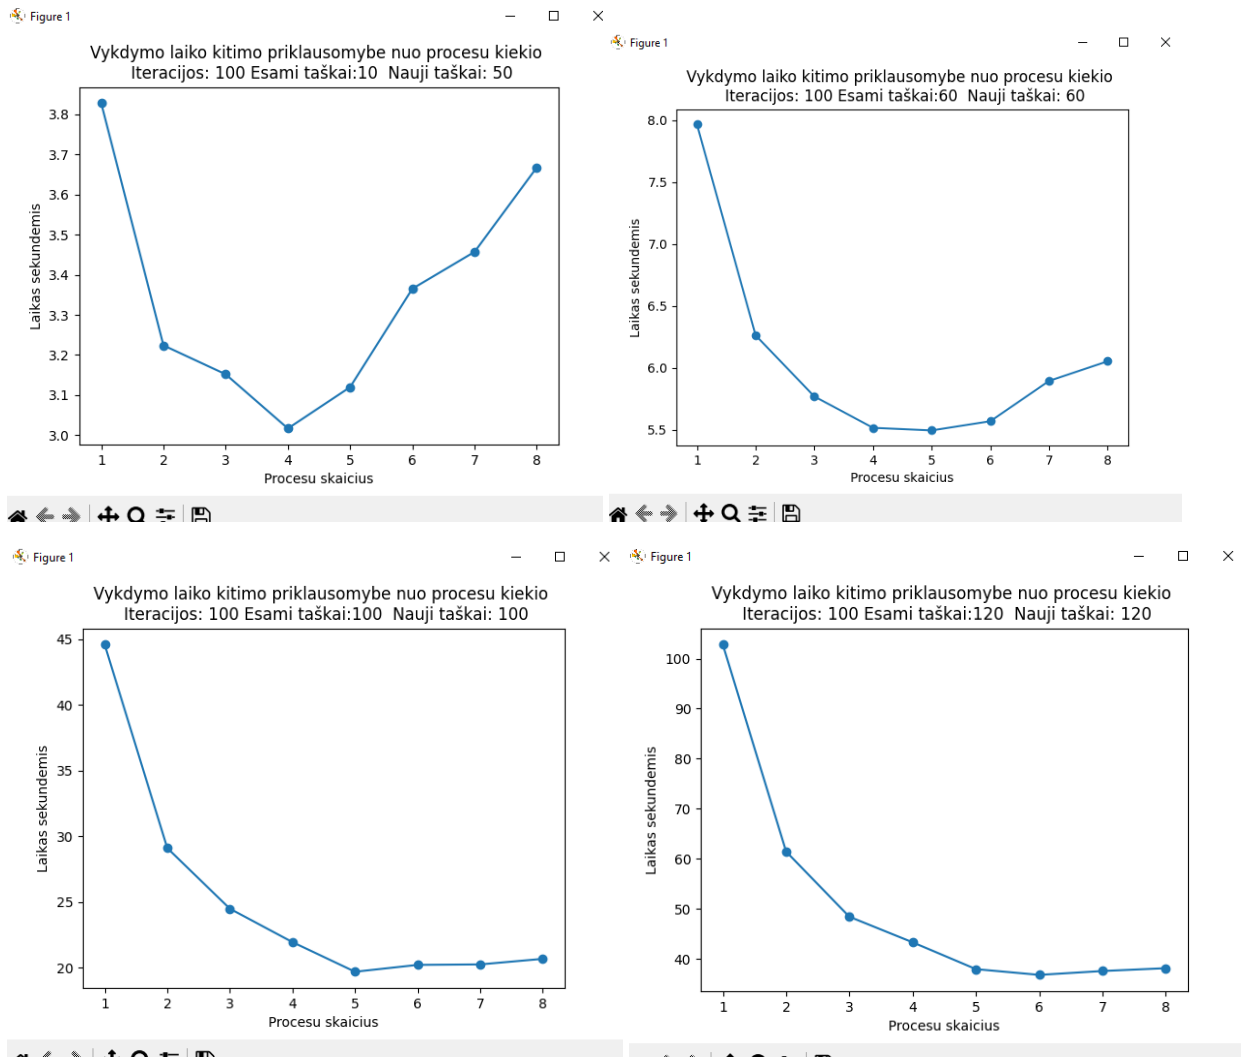 Figure 1
Vykdymo laiko kitimo priklausomybe nuo procesu kiekio
Iteracijos: 100 Esami taškai:10  Nauji taškai: 50
3.8
3.7
3.6
3.5
3.4
3.3
3.2
3.1
3.0
Laikas sekundemis
1 2 3 4 5 6 7 8
Procesu skaicius
Figure 1
Vykdymo laiko kitimo priklausomybe nuo procesu kiekio
Iteracijos: 100 Esami taškai:60  Nauji taškai: 60
8.0
7.5
7.0
6.5
6.0
5.5
Laikas sekundemis
1 2 3 4 5 6 7 8
Procesu skaicius
Figure 1
Vykdymo laiko kitimo priklausomybe nuo procesu kiekio
Iteracijos: 100 Esami taškai:100  Nauji taškai: 100
45
40
35
30
25
20
Laikas sekundemis
1 2 3 4 5 6 7 8
Procesu skaicius
Figure 1
Vykdymo laiko kitimo priklausomybe nuo procesu kiekio
Iteracijos: 100 Esami taškai:120  Nauji taškai: 120
100
90
80
70
60
50
40
Laikas sekundemis
1 2 3 4 5 6 7 8
Procesu skaicius